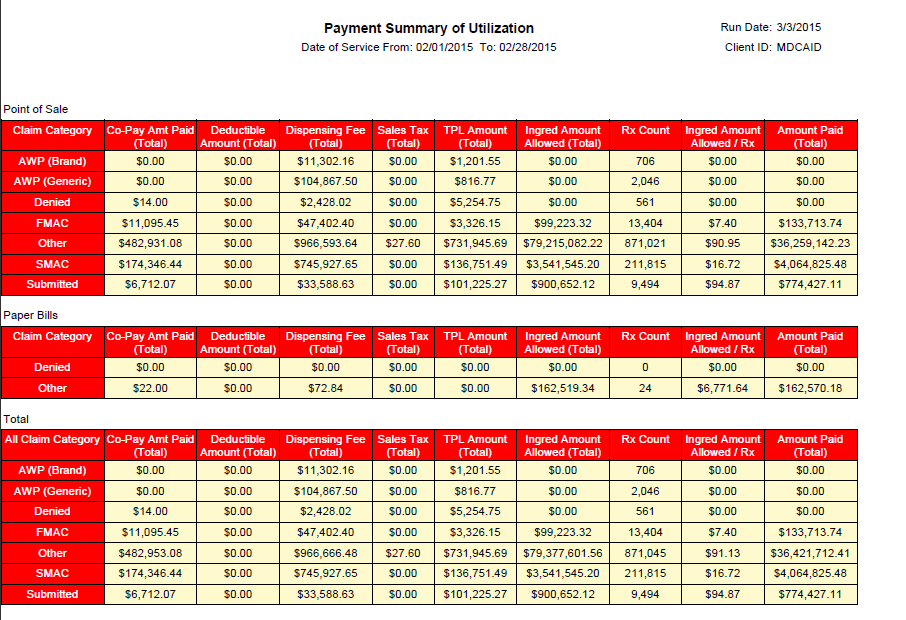 Payment Summary of Utilization
Run Date: 3/3/2015
Date of Service From: 02/01/2015 To: 02/28/2015
Client ID: MDCAID
Point of Sale
Claim Category Co-Pay Amt Paid (Total) Deductible Amount (Total) Dispensing Fee (Total) Sales Tax (Total) TPL Amount (Total) Ingred Amount Allowed (Total) Rx Count Ingred Amount Allowed / Rx Amount Paid (Total)
AWP (Brand) $0.00 $0.00 $11,302.16 $0.00 $1,201.55 $0.00 706 $0.00 $0.00
AWP (Generic) $0.00 $0.00 $104,867.50 $0.00 $816.77 $0.00 2,046 $0.00 $0.00
Denied $14.00 $0.00 $2,428.02 $0.00 $5,254.75 $0.00 561 $0.00 $0.00
FMAC $11,095.45 $0.00 $47,402.40 $0.00 $3,326.15 $99,223.32 13,404 $7.40 $133,713.74
Other $482,931.08 $0.00 $966,593.64 $27.60 $731,945.69 $79,215,082.22 871,021 $90.95 $36,259,142.23
SMAC $174,346.44 $0.00 $745,927.65 $0.00 $136,751.49 $3,541,545.20 211,815 $16.72 $4,064,825.48
Submitted $6,712.07 $0.00 $33,588.63 $0.00 $101,225.27 $900,652.12 9,494 $94.87 $774,427.11
Paper Bills
Claim Category Co-Pay Amt Paid (Total) Deductible Amount (Total) Dispensing Fee (Total) Sales Tax (Total) TPL Amount (Total) Ingred Amount Allowed (Total) Rx Count Ingred Amount Allowed / Rx Amount Paid (Total)
Denied $0.00 $0.00 $0.00 $0.00 $0.00 $0.00 0 $0.00 $0.00
Other $22.00 $0.00 $72.84 $0.00 $0.00 $162,519.34 24 $6,771.64 $162,570.18
Total
All Claim Category Co-Pay Amt Paid (Total) Deductible Amount (Total) Dispensing Fee (Total) Sales Tax (Total) TPL Amount (Total) Ingred Amount Allowed (Total) Rx Count Ingred Amount Allowed / Rx Amount Paid (Total)
AWP (Brand) $0.00 $0.00 $11,302.16 $0.00 $1,201.55 $0.00 706 $0.00 $0.00
AWP (Generic) $0.00 $0.00 $104,867.50 $0.00 $816.77 $0.00 2,046 $0.00 $0.00
Denied $14.00 $0.00 $2,428.02 $0.00 $5,254.75 $0.00 561 $0.00 $0.00
FMAC $11,095.45 $0.00 $47,402.40 $0.00 $3,326.15 $99,223.32 13,404 $7.40 $133,713.74
Other $482,953.08 $0.00 $966,666.48 $27.60 $731,945.69 $79,377,601.56 871,045 $91.13 $36,421,712.41
SMAC $174,346.44 $0.00 $745,927.65 $0.00 $136,751.49 $3,541,545.20 211,815 $16.72 $4,064,825.48
Submitted $6,712.07 $0.00 $33,588.63 $0.00 $101,225.27 $900,652.12 9,494 $94.87 $774,427.11